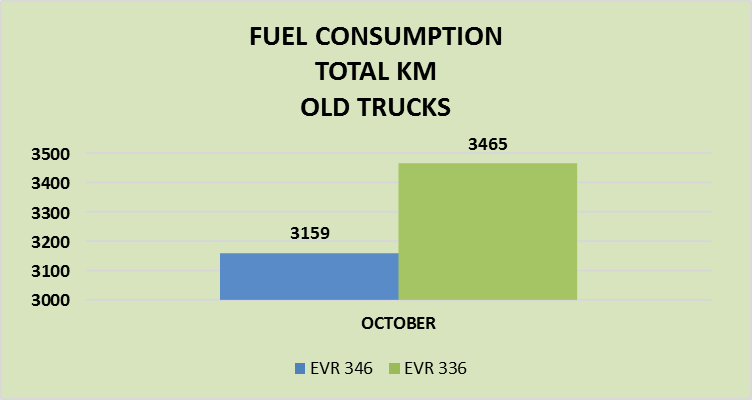 FUEL CONSUMPTION
TOTAL KM
OLD TRUCKS
3500
3400
3300
3200
3100
3000
3159
3465
OCTOBER
EVR 346 EVR 336